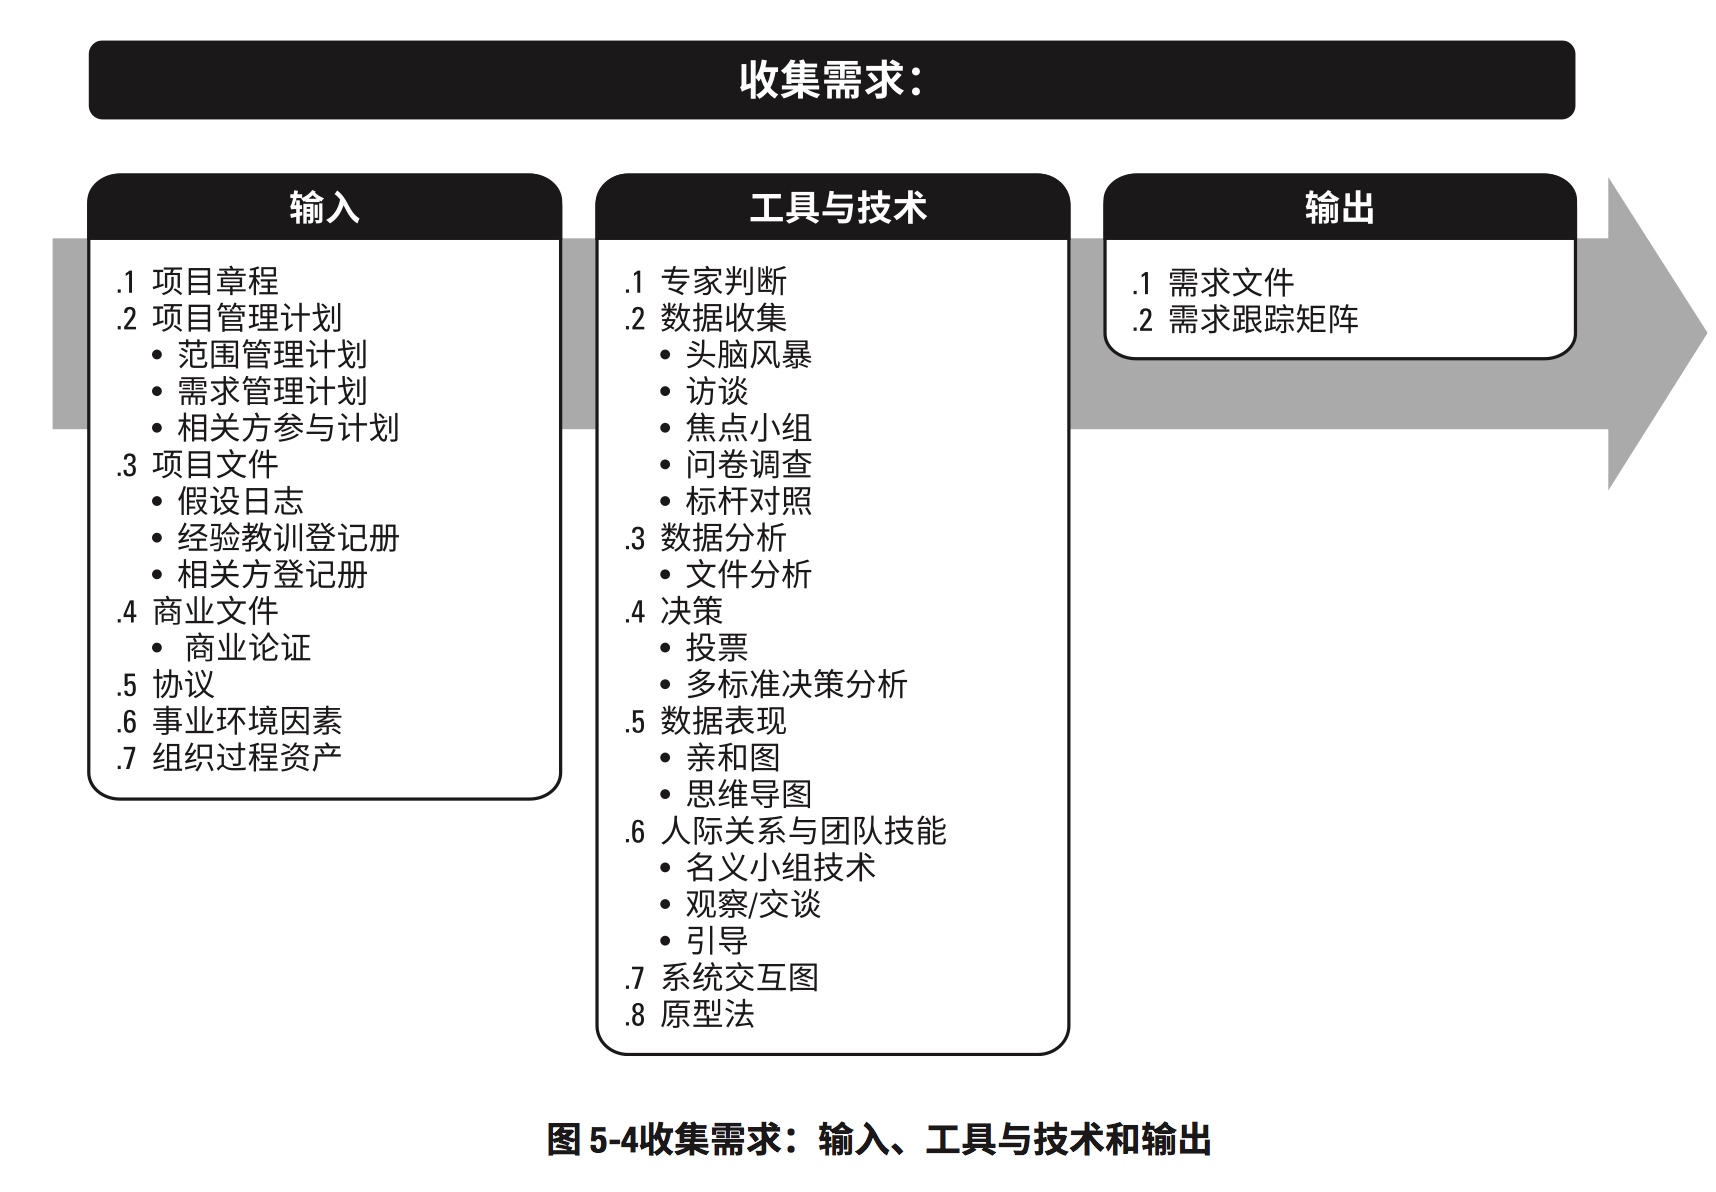 收集需求：
输入
.1 项目章程
.2 项目管理计划
• 范围管理计划
• 需求管理计划
• 相关方参与计划
.3 项目文件
• 假设日志
• 经验教训登记册
• 相关方登记册
.4 商业文件
• 商业论证
.5 协议
.6 事业环境因素
.7 组织过程资产
工具与技术
.1 专家判断
.2 数据收集
• 头脑风暴
• 访谈
• 焦点小组
• 问卷调查
• 标杆对照
.3 数据分析
• 文件分析
.4 决策
• 投票
• 多标准决策分析
.5 数据表现
• 亲和图
• 思维导图
.6 人际关系与团队技能
• 名义小组技术
• 观察/交谈
• 引导
.7 系统交互图
.8 原型法
输出
.1 需求文件
.2 需求跟踪矩阵
图 5-4收集需求：输入、工具与技术和输出